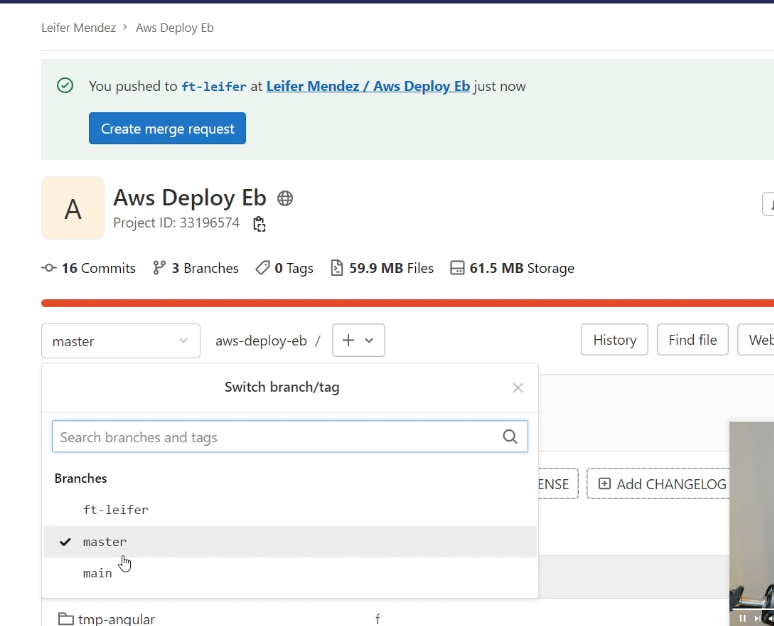 Leifer Mendez > Aws Deploy Eb
You pushed to ft-leifer at Leifer Mendez / Aws Deploy Eb just now
Create merge request
A
Aws Deploy Eb
Project ID: 33196574
16 Commits 3 Branches 0 Tags 59.9 MB Files 61.5 MB Storage
master aws-deploy-eb / + History Find file Web
Switch branch/tag
Search branches and tags
Branches
ENSE Add CHANGELOG
ft-leifer
master
main
tmp-angular f